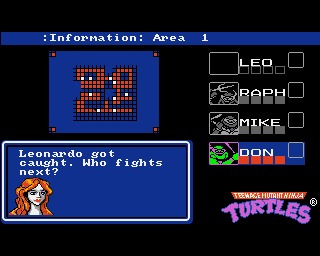 :Information: Area 1
LEO
RAPH
MIKE
DON
Leonardo got
caught. Who fights
next?
TEENAGE MUTANT NINJA
TURTLES®